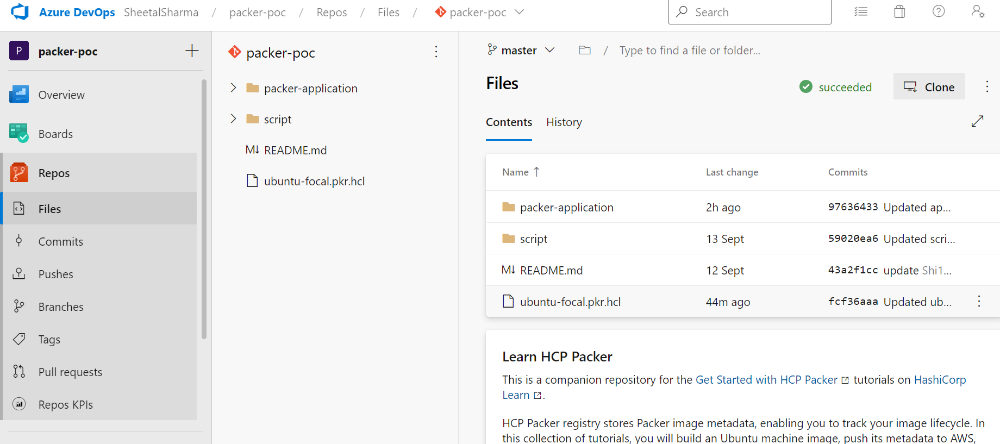 Azure DevOps SheetalSharma / packer-poc / Repos / Files / packer-poc
Search
P packer-poc
Overview
Boards
Repos
Files
Commits
Pushes
Branches
Tags
Pull requests
Repos KPIs
packer-poc
packer-application
script
README.md
ubuntu-focal.pkr.hcl
master / Type to find a file or folder...
Files
succeeded
Clone
Contents History
Name Last change Commits
packer-application 2h ago 97636433 Updated ap...
script 13 Sept 59020ea6 Updated scri...
README.md 12 Sept 43a2f1cc update Shi1...
ubuntu-focal.pkr.hcl 44m ago fcf36aaa Updated ub...
Learn HCP Packer
This is a companion repository for the Get Started with HCP Packer tutorials on HashiCorp
Learn .
HCP Packer registry stores Packer image metadata, enabling you to track your image lifecycle. In
this collection of tutorials, you will build an Ubuntu machine image, push its metadata to AWS,